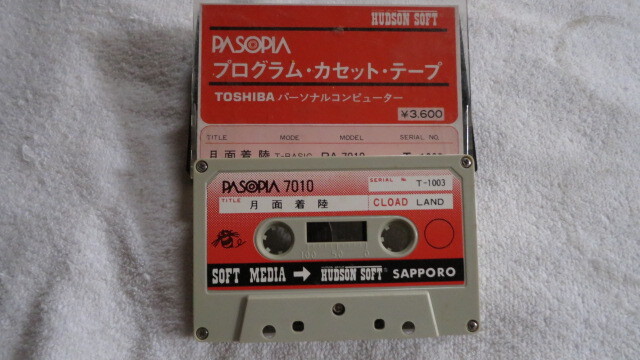 HUDSON SOFT
PASOPIA
プログラム・カセット・テープ
TOSHIBA パーソナルコンピューター
¥3,600
TITLE MODE MODEL SERIAL NO.
月面着陸 T-BASIC PA 7010
PASOPIA 7010 SERIAL № T-1003
TITLE 月面着陸 CLOAD LAND
SOFT MEDIA → HUDSON SOFT® SAPPORO